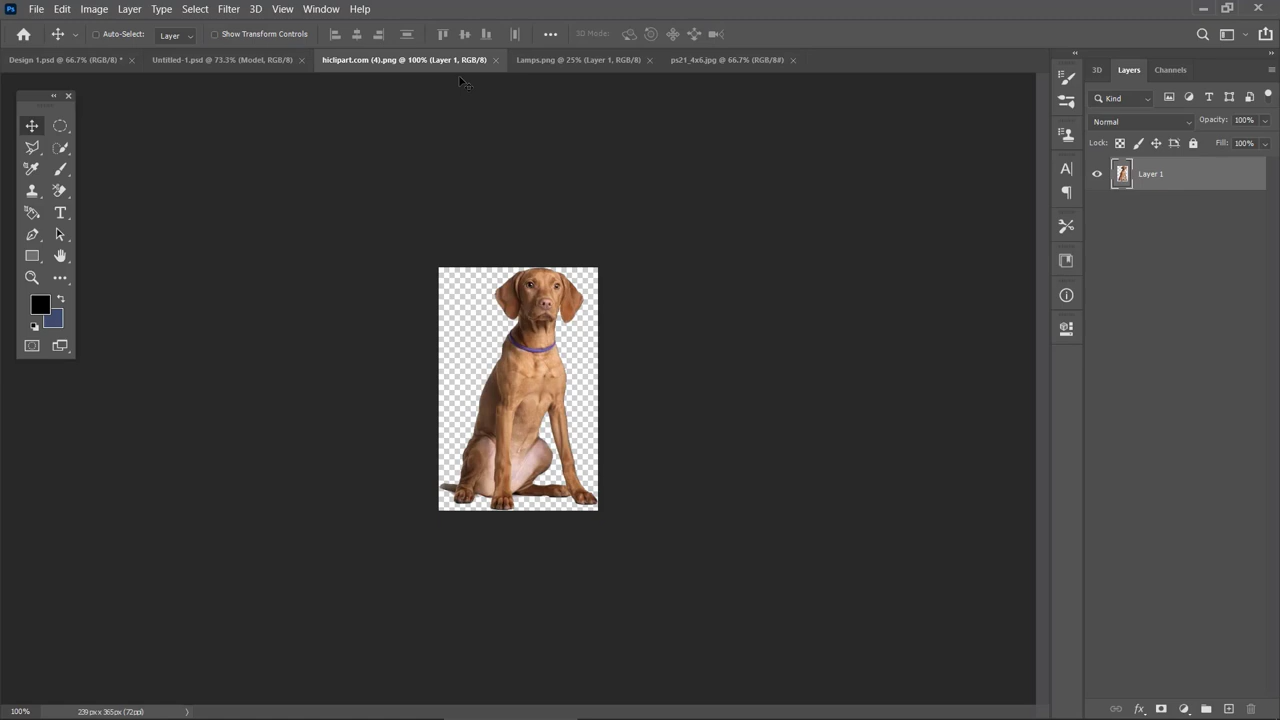 Ps File Edit Image Layer Type Select Filter 3D View Window Help
Auto-Select: Layer Show Transform Controls 3D Mode:
Design 1.psd @ 66.7% (RGB/8) * Untitled-1.psd @ 73.3% (Model, RGB/8) hiclipart.com (4).png @ 100% (Layer 1, RGB/8) Lamps.png @ 25% (Layer 1, RGB/8) ps21_4x6.jpg @ 66.7% (RGB/8#)
3D Layers Channels
Kind
Normal Opacity: 100%
Lock: Fill: 100%
Layer 1
100% 239 px x 365 px (72 ppi)